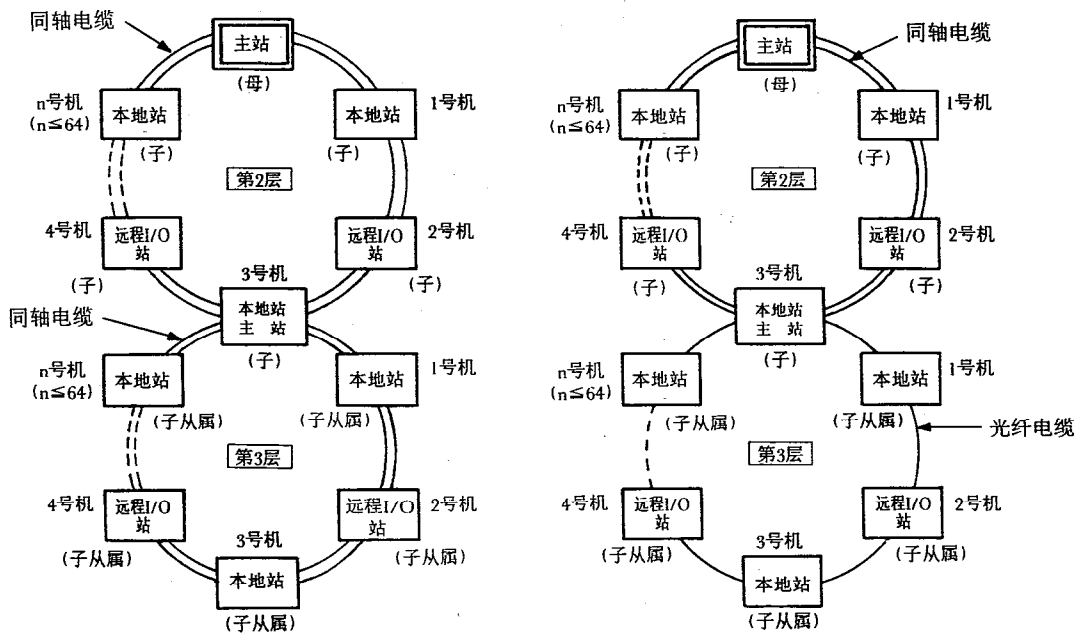 同轴电缆
主站
(母)
n号机
(n≦64)
本地站
(子)
1号机
本地站
(子)
第2层
4号机
远程I/O
站
(子)
2号机
远程I/O
站
(子)
3号机
本地站
主 站
(子)
同轴电缆
n号机
(n≦64)
本地站
(子从属)
1号机
本地站
(子从属)
第3层
4号机
远程I/O
站
(子从属)
2号机
远程I/O
站
(子从属)
3号机
本地站
(子从属)
同轴电缆
主站
(母)
n号机
(n≦64)
本地站
(子)
1号机
本地站
(子)
第2层
4号机
远程I/O
站
(子)
2号机
远程I/O
站
(子)
3号机
本地站
主 站
(子)
n号机
(n≦64)
本地站
(子从属)
1号机
本地站
(子从属)
光纤电缆
第3层
4号机
远程I/O
站
(子从属)
2号机
远程I/O
站
(子从属)
3号机
本地站
(子从属)